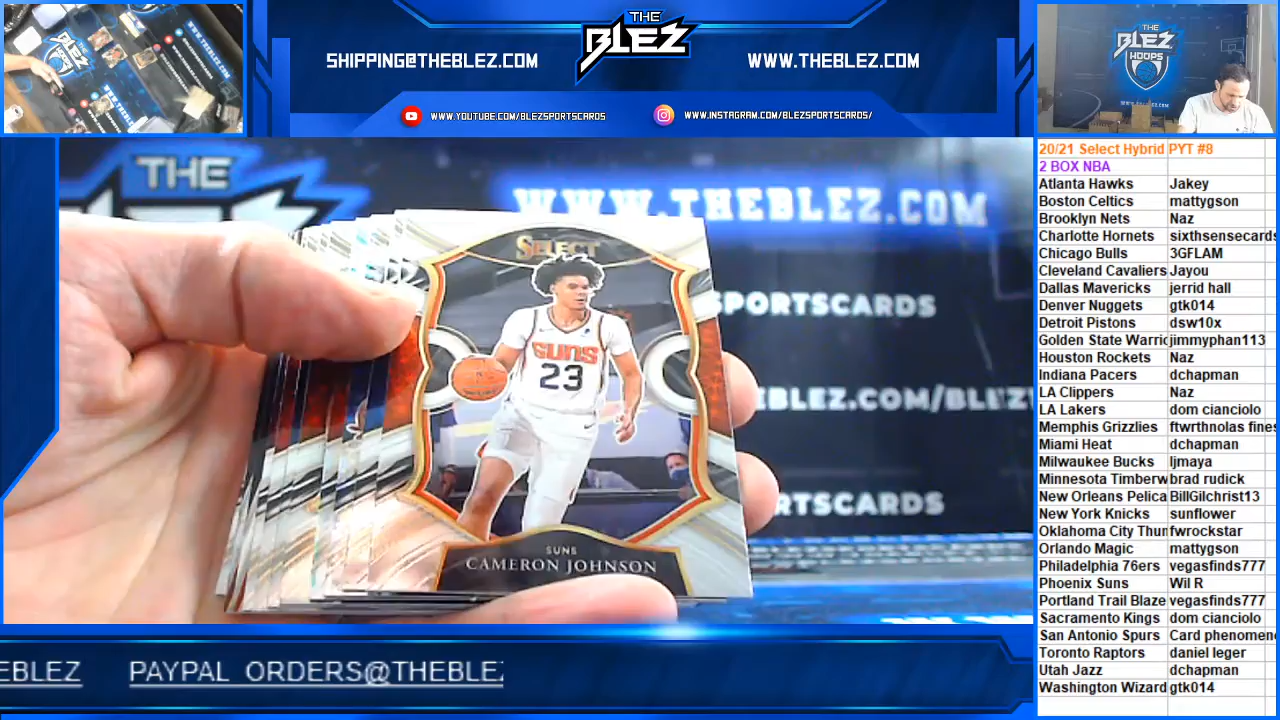 THE
BLEZ
SHIPPING@THEBLEZ.COM
WWW.THEBLEZ.COM
WWW.YOUTUBE.COM/BLEZSPORTSCARDS
WWW.INSTAGRAM.COM/BLEZSPORTSCARDS/
THE
BLEZ
HOOPS
THE
WWW.THEBLEZ.COM
SPORTSCARDS
BLEZ.COM/BLEZ
RTSCARDS
SELECT
SUNS
23
SUNS
CAMERON JOHNSON
20/21 Select Hybrid PYT #8
2 BOX NBA
Atlanta Hawks Jakey
Boston Celtics mattygson
Brooklyn Nets Naz
Charlotte Hornets sixthsensecards
Chicago Bulls 3GFLAM
Cleveland Cavaliers Jayou
Dallas Mavericks jerrid hall
Denver Nuggets gtk014
Detroit Pistons dsw10x
Golden State Warric jimmyphan113
Houston Rockets Naz
Indiana Pacers dchapman
LA Clippers Naz
LA Lakers dom cianciolo
Memphis Grizzlies ftwrthnolas fines
Miami Heat dchapman
Milwaukee Bucks ljmaya
Minnesota Timberw brad rudick
New Orleans Pelica BillGilchrist13
New York Knicks sunflower
Oklahoma City Thun fwrockstar
Orlando Magic mattygson
Philadelphia 76ers vegasfinds777
Phoenix Suns Wil R
Portland Trail Blaze vegasfinds777
Sacramento Kings dom cianciolo
San Antonio Spurs Card phenomen
Toronto Raptors daniel leger
Utah Jazz dchapman
Washington Wizard gtk014
EBLEZ PAYPAL ORDERS@THEBLEZ